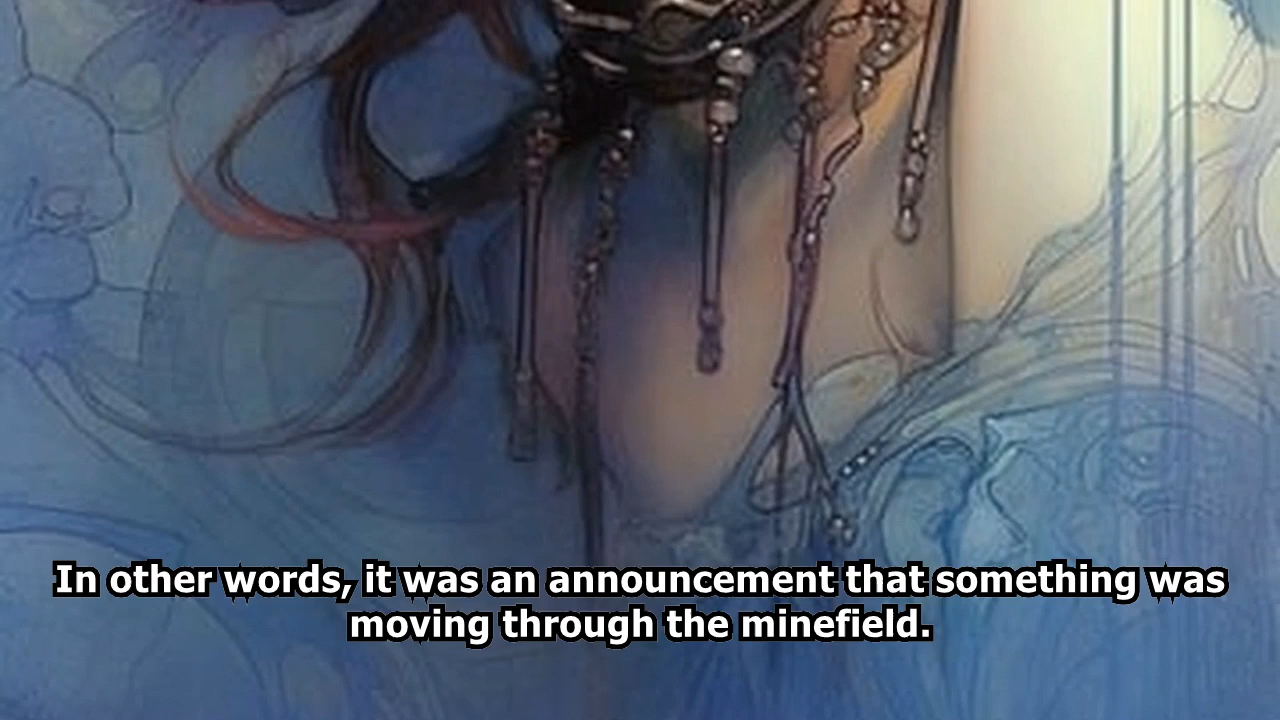 In other words, it was an announcement that something was
moving through the minefield.